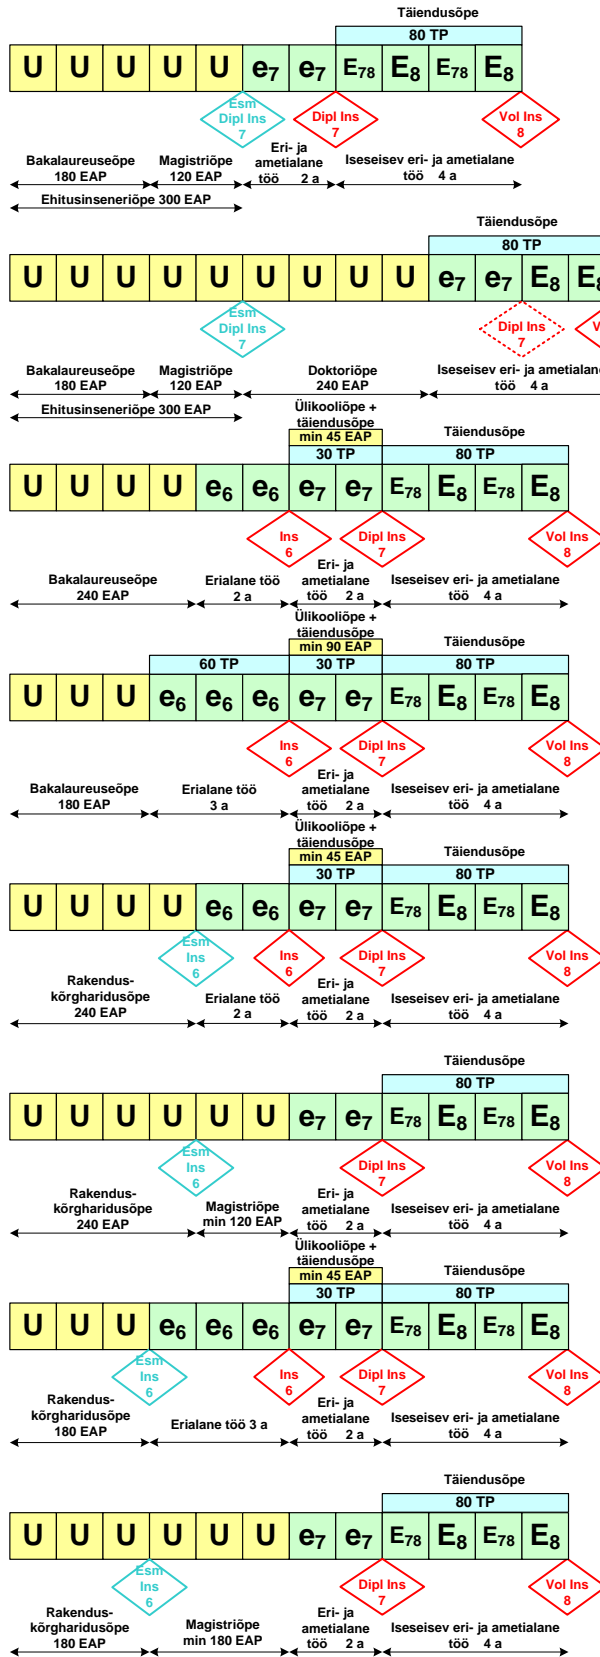 Täiendusõpe
80 TP
U U U U U e7 e7 E78 E8 E78 E8
Esm
Dipl Ins
7
Dipl Ins
7
Vol Ins
8
Bakalaureuseõpe
180 EAP
Magistriõpe
120 EAP
Eri- ja
ametialane
töö 2 a
Iseseisev eri- ja ametialane
töö 4 a
Ehitusinseneriõpe 300 EAP
Täiendusõpe
80 TP
U U U U U U U U U e7 e7 E8 E8
Esm
Dipl Ins
7
Dipl Ins
7
Bakalaureuseõpe
180 EAP
Magistriõpe
120 EAP
Doktoriõpe
240 EAP
Iseseisev eri- ja ametialane
töö 4 a
Ehitusinseneriõpe 300 EAP
Ülikooliõpe +
täiendusõpe
min 45 EAP
30 TP
Täiendusõpe
80 TP
U U U U e6 e6 e7 e7 E78 E8 E78 E8
Ins
6
Dipl Ins
7
Vol Ins
8
Bakalaureuseõpe
240 EAP
Erialane töö
2 a
Eri- ja
ametialane
töö 2 a
Iseseisev eri- ja ametialane
töö 4 a
Ülikooliõpe +
täiendusõpe
min 90 EAP
60 TP
30 TP
Täiendusõpe
80 TP
U U U e6 e6 e6 e7 e7 E78 E8 E78 E8
Ins
6
Dipl Ins
7
Vol Ins
8
Bakalaureuseõpe
180 EAP
Erialane töö
3 a
Eri- ja
ametialane
töö 2 a
Iseseisev eri- ja ametialane
töö 4 a
Ülikooliõpe +
täiendusõpe
min 45 EAP
30 TP
Täiendusõpe
80 TP
U U U U e6 e6 e7 e7 E78 E8 E78 E8
Esm
Ins
6
Ins
6
Dipl Ins
7
Vol Ins
8
Rakendus-
kõrgharidusõpe
240 EAP
Erialane töö
2 a
Eri- ja
ametialane
töö 2 a
Iseseisev eri- ja ametialane
töö 4 a
Täiendusõpe
80 TP
U U U U U U e7 e7 E78 E8 E78 E8
Esm
Ins
6
Dipl Ins
7
Vol Ins
8
Rakendus-
kõrgharidusõpe
240 EAP
Magistriõpe
min 120 EAP
Eri- ja
ametialane
töö 2 a
Iseseisev eri- ja ametialane
töö 4 a
Ülikooliõpe +
täiendusõpe
min 45 EAP
30 TP
Täiendusõpe
80 TP
U U U e6 e6 e6 e7 e7 E78 E8 E78 E8
Esm
Ins
6
Ins
6
Dipl Ins
7
Vol Ins
8
Rakendus-
kõrgharidusõpe
180 EAP
Erialane töö 3 a
Eri- ja
ametialane
töö 2 a
Iseseisev eri- ja ametialane
töö 4 a
Täiendusõpe
80 TP
U U U U U U e7 e7 E78 E8 E78 E8
Esm
Ins
6
Dipl Ins
7
Vol Ins
8
Rakendus-
kõrgharidusõpe
180 EAP
Magistriõpe
min 180 EAP
Eri- ja
ametialane
töö 2 a
Iseseisev eri- ja ametialane
töö 4 a